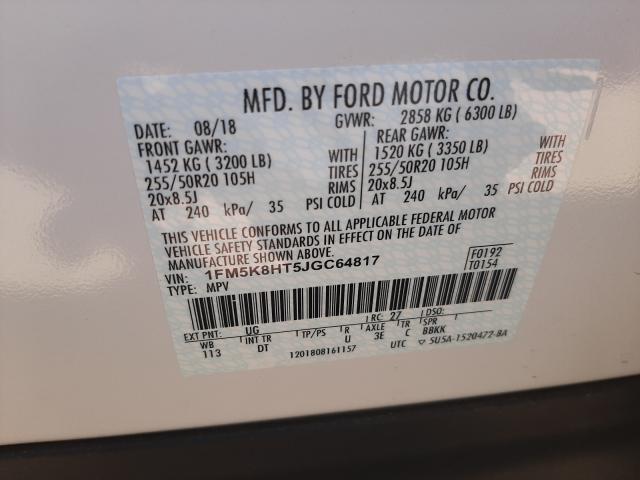 MFD. BY FORD MOTOR CO.
DATE: 08/18 GVWR: 2858 KG ( 6300 LB)
FRONT GAWR: REAR GAWR:
1452 KG ( 3200 LB) WITH 1520 KG ( 3350 LB) WITH
255/50R20 105H TIRES 255/50R20 105H TIRES
20x8.5J RIMS 20x8.5J RIMS
AT 240 kPa/ 35 PSI COLD AT 240 kPa/ 35 PSI COLD
THIS VEHICLE CONFORMS TO ALL APPLICABLE FEDERAL MOTOR
VEHICLE SAFETY STANDARDS IN EFFECT ON THE DATE OF
MANUFACTURE SHOWN ABOVE.
VIN: 1FM5K8HT5JGC64817 F0192
TYPE: MPV T0154
EXT PNT: UG RC: 27 DSO:
WB INT TR TP/PS R AXLE TR SPR
113 DT U 3E C BBKK
1201808161157 UTC ▽ 5U5A-1520472-BA